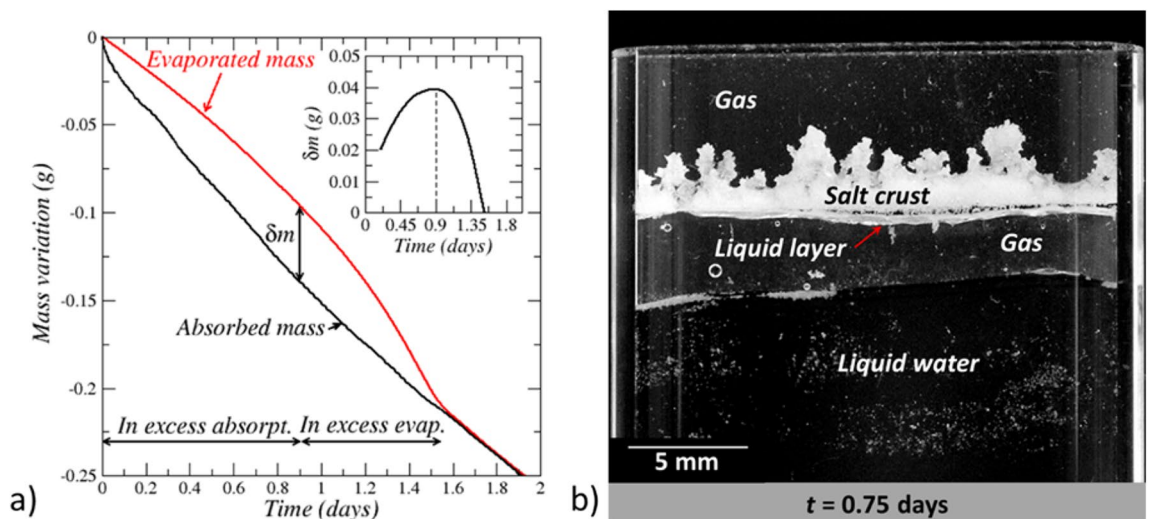 0
-0.05
-0.1
-0.15
-0.2
-0.25
Mass variation (g)
0 0.2 0.4 0.6 0.8 1 1.2 1.4 1.6 1.8 2
Time (days)
Evaporated mass
δm
Absorbed mass
In excess absorpt. In excess evap.
0.05
0.04
0.03
0.02
0.01
0
δm (g)
0 0.45 0.9 1.35 1.8
Time (days)
a)
Gas
Salt crust
Liquid layer
Gas
Liquid water
5 mm
b)
t = 0.75 days